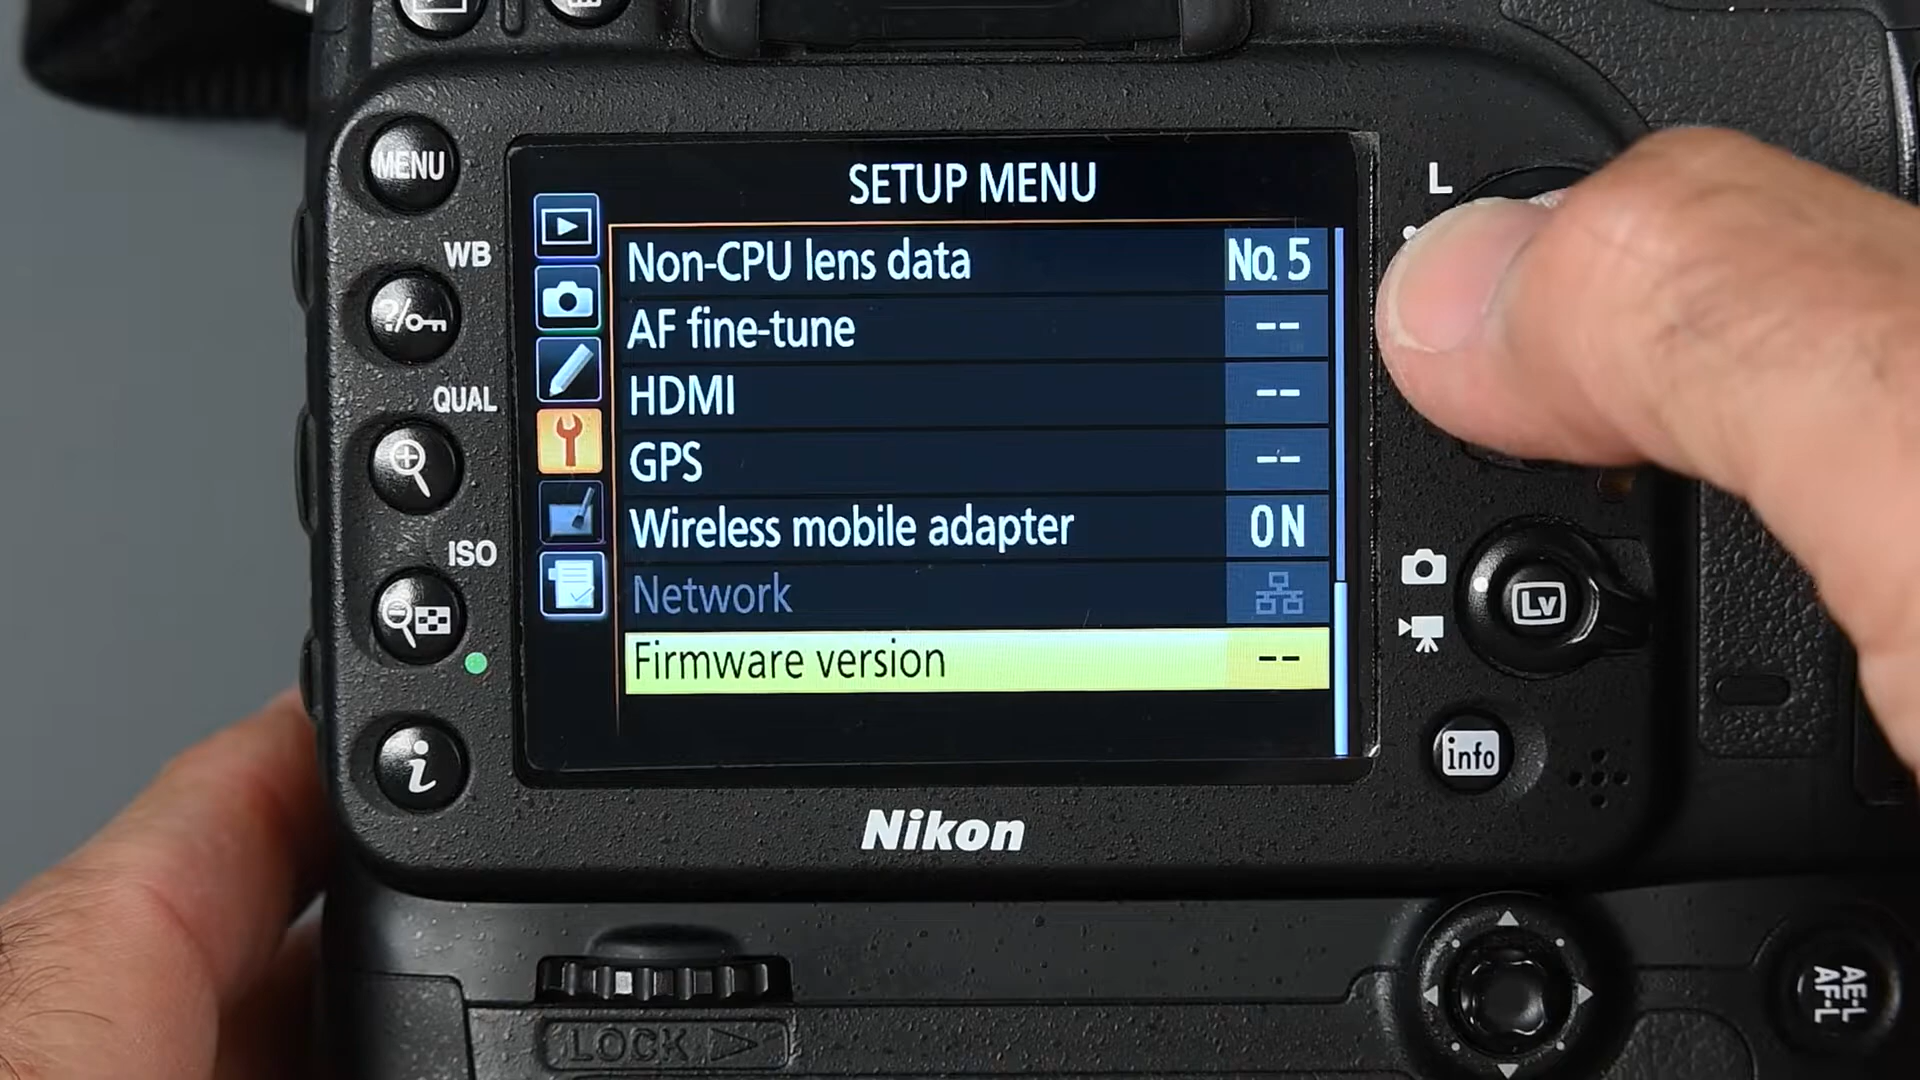 SETUP MENU
Non-CPU lens data No. 5
AF fine-tune --
HDMI --
GPS --
Wireless mobile adapter ON
Network
Firmware version --
MENU
WB
?/
QUAL
ISO
i
L
Lv
info
Nikon
LOCK
AE-L
AF-L